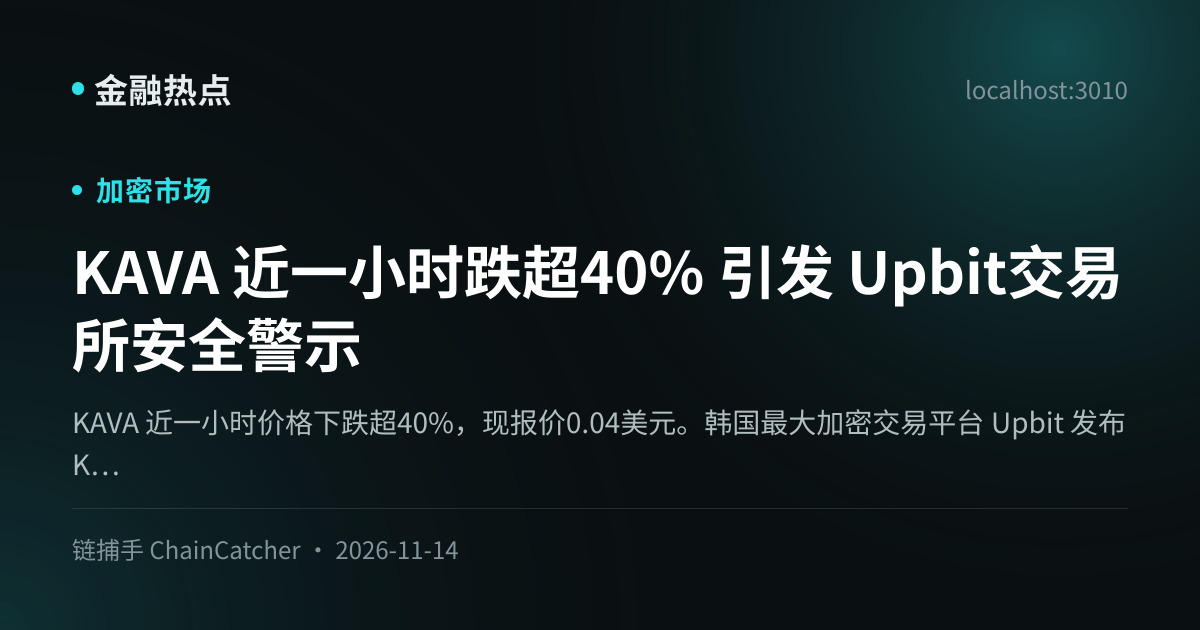 金融热点
localhost:3010
加密市场
KAVA 近一小时跌超40% 引发 Upbit交易
所安全警示
KAVA 近一小时价格下跌超40%，现报价0.04美元。韩国最大加密交易平台 Upbit 发布
K…
链捕手 ChainCatcher · 2026-11-14